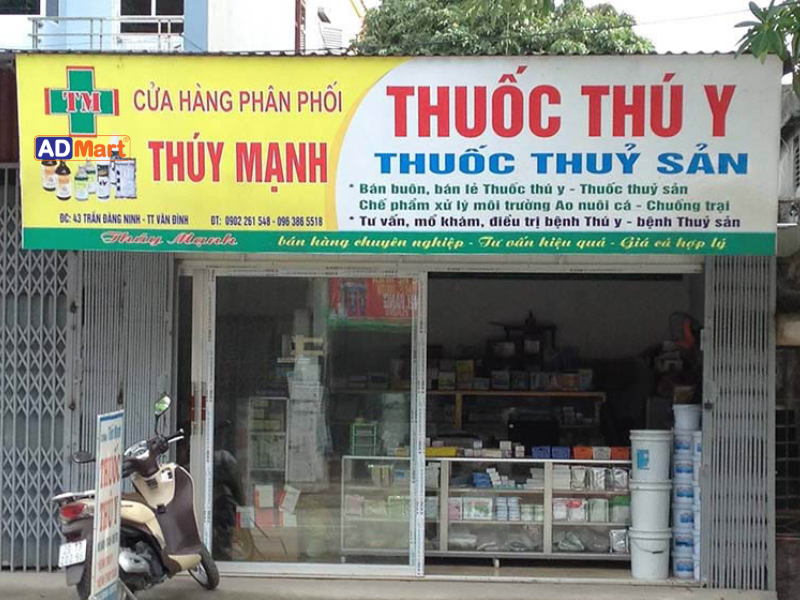 TM
ADMart
CỬA HÀNG PHÂN PHỐI
THÚY MẠNH
ĐC: 43 TRẦN ĐĂNG NINH - TT VÂN ĐÌNH ĐT: 0902 261 548 - 096 386 5518
THUỐC THÚ Y
THUỐC THUỶ SẢN
* Bán buôn, bán lẻ Thuốc thú y - Thuốc thuỷ sản
Chế phẩm xử lý môi trường Ao nuôi cá - Chuồng trại
* Tư vấn, mổ khám, điều trị bệnh Thú y - bệnh Thuỷ sản
Thúy Mạnh bán hàng chuyên nghiệp - Tư vấn hiệu quả - Giá cả hợp lý
THUỐC
THÚ Y